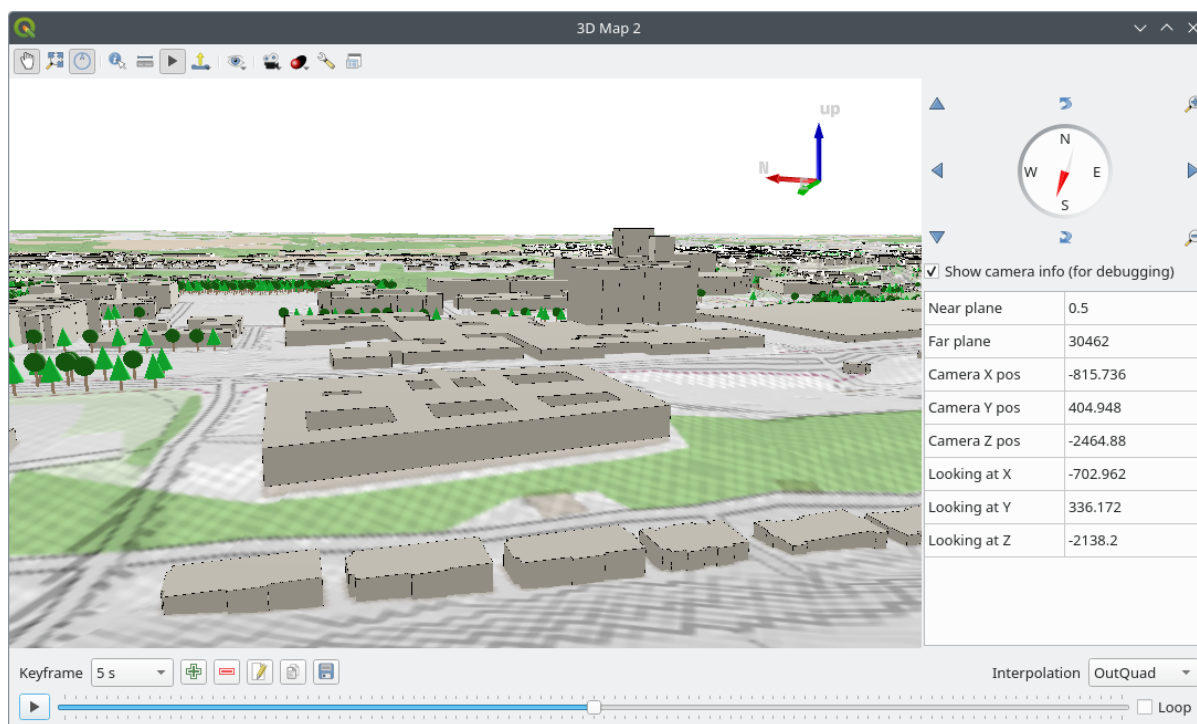 3D Map 2
up
N
N
W
E
S
Show camera info (for debugging)
Near plane 0.5
Far plane 30462
Camera X pos -815.736
Camera Y pos 404.948
Camera Z pos -2464.88
Looking at X -702.962
Looking at Y 336.172
Looking at Z -2138.2
Keyframe 5 s
Interpolation OutQuad
Loop